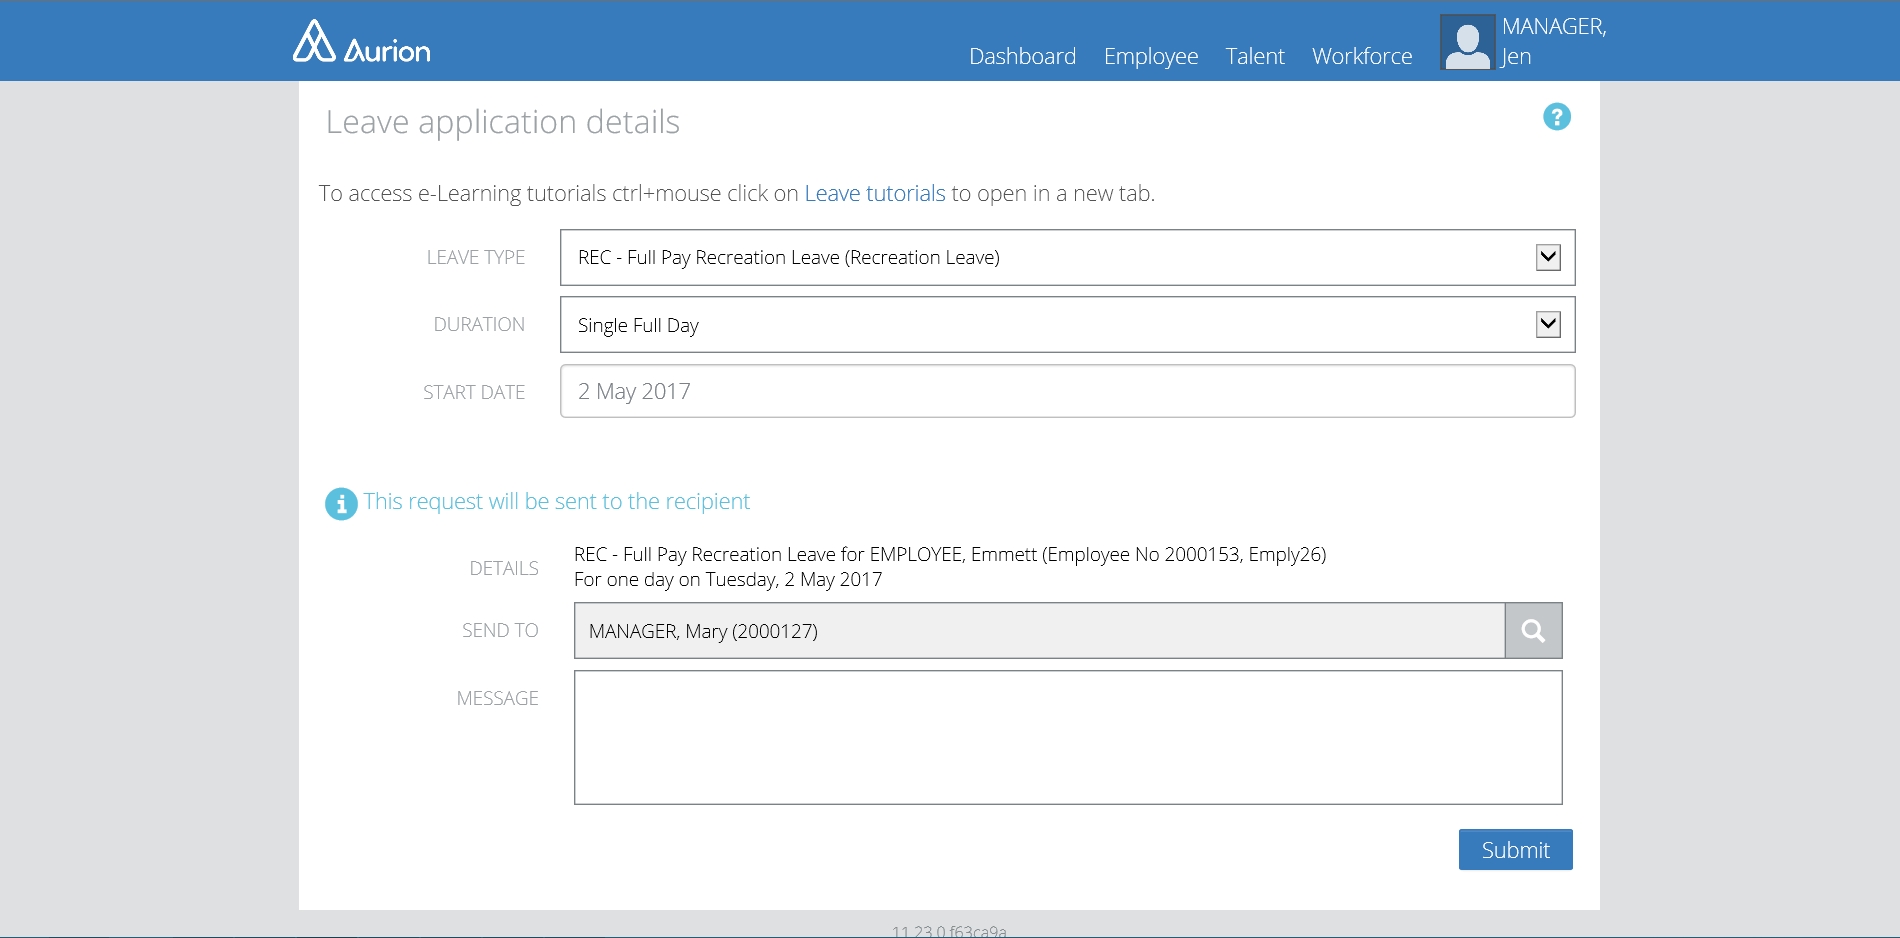 Aurion
Dashboard Employee Talent Workforce
MANAGER,
Jen
Leave application details
?
To access e-Learning tutorials ctrl+mouse click on Leave tutorials to open in a new tab.
LEAVE TYPE REC - Full Pay Recreation Leave (Recreation Leave)
DURATION Single Full Day
START DATE 2 May 2017
i This request will be sent to the recipient
DETAILS REC - Full Pay Recreation Leave for EMPLOYEE, Emmett (Employee No 2000153, Emply26)
For one day on Tuesday, 2 May 2017
SEND TO MANAGER, Mary (2000127)
MESSAGE
Submit
11.23.0.f63ca9a